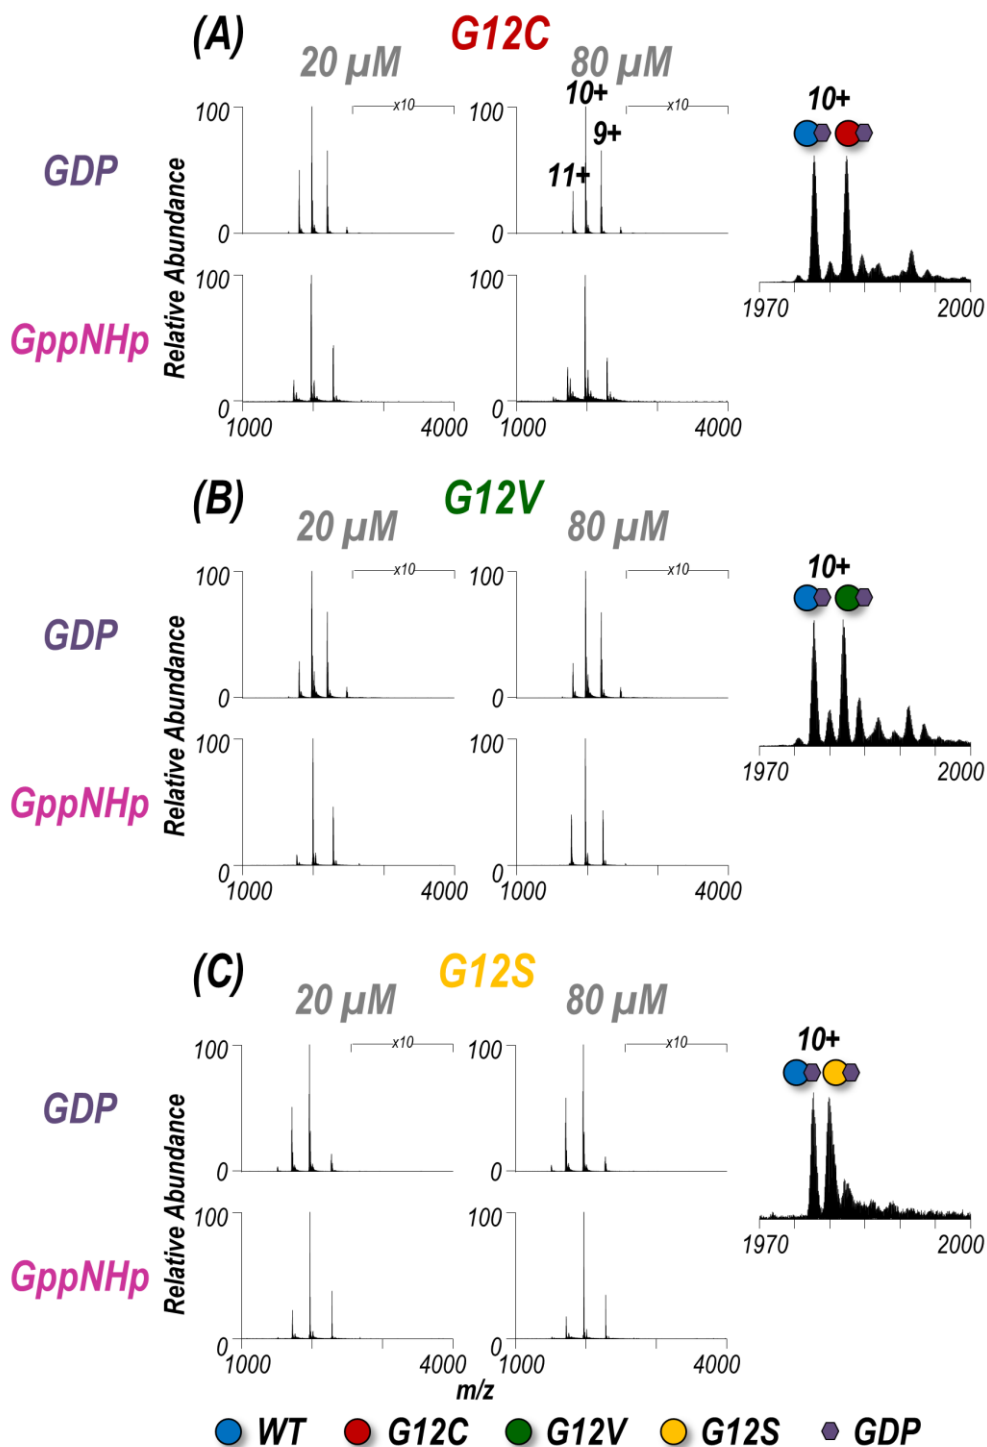 (A) G12C
20 µM 80 µM
GDP
Relative Abundance
100
0
x10
100
0
x10
10+
9+
11+
10+
1970 2000
GppNHp
100
0
1000 4000
1000 4000
(B) G12V
20 µM 80 µM
GDP
Relative Abundance
100
0
x10
100
0
x10
10+
1970 2000
GppNHp
100
0
1000 4000
100
0
1000 4000
(C) G12S
20 µM 80 µM
GDP
Relative Abundance
100
0
x10
100
0
x10
10+
1970 2000
GppNHp
100
0
1000 4000
100
0
1000 4000
m/z
WT G12C G12V G12S GDP